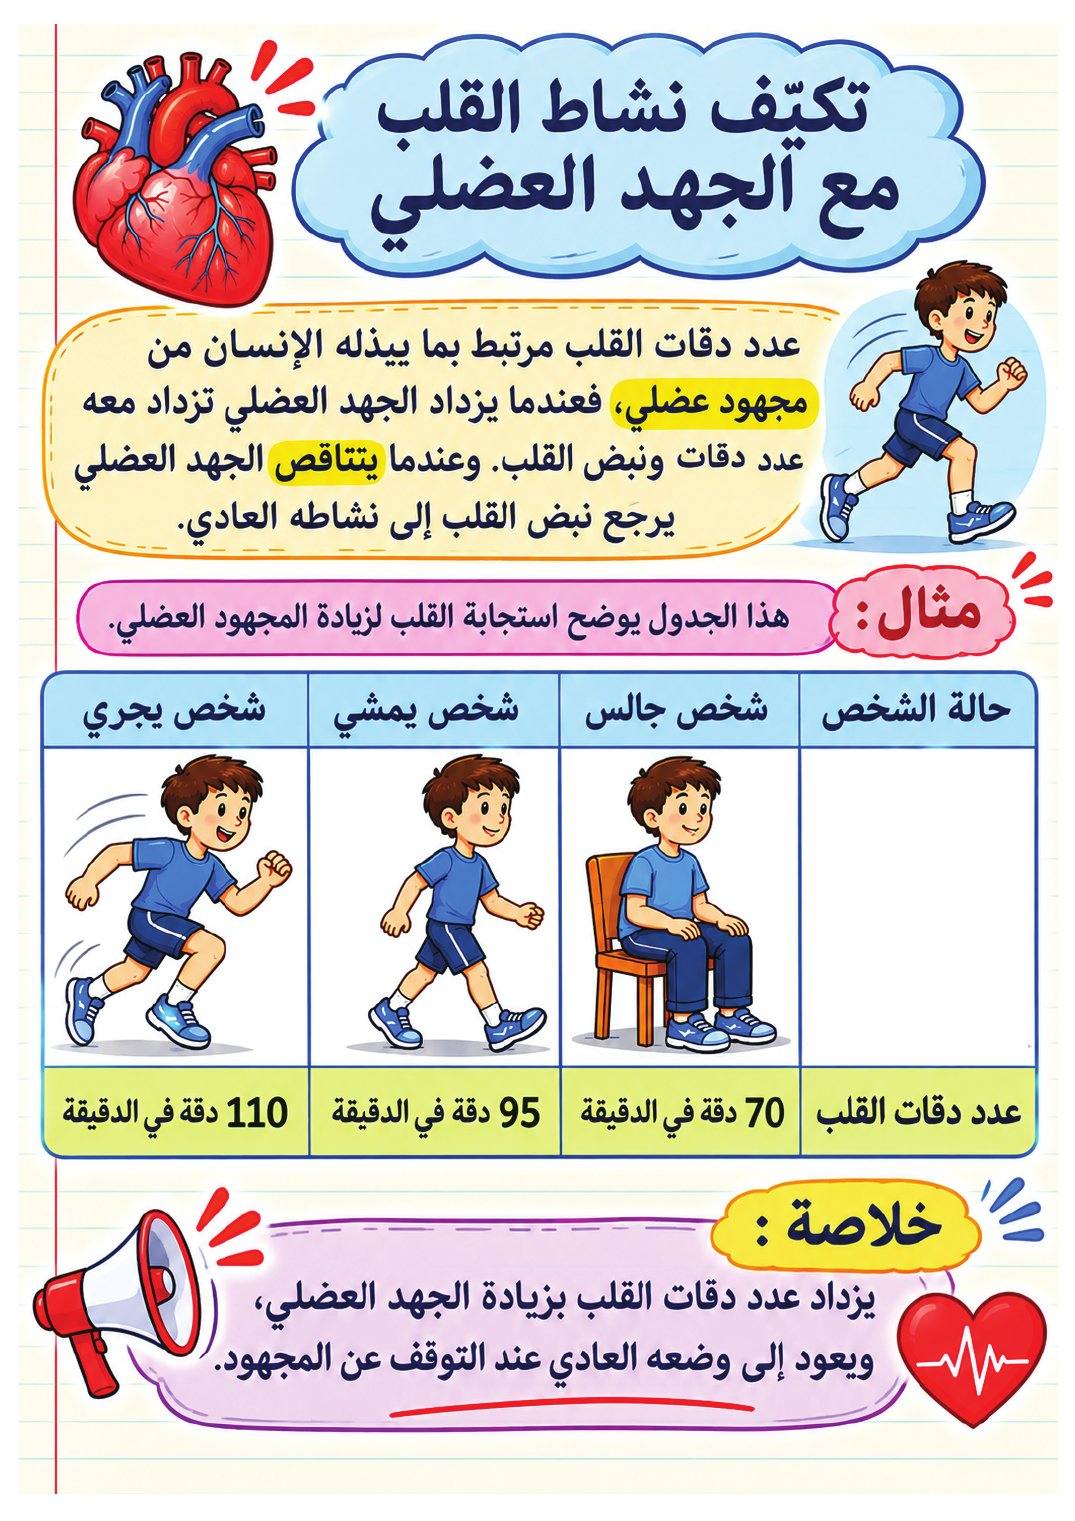 تكيّف نشاط القلب
مع الجهد العضلي
عدد دقات القلب مرتبط بما ييذله الإنسان من
مجهود عضلي، فعندما يزداد الجهد العضلي تزداد معه
عدد دقات ونبض القلب. وعندما يتتاقص الجهد العضلي
يرجع نبض القلب إلى نشاطه العادي.
مثال:
هذا الجدول يوضح استجابة القلب لزيادة المجهود العضلي.
حالة الشخص
شخص جالس
شخص يمشي
شخص يجري
عدد دقات القلب
70 دقة في الدقيقة
95 دقة في الدقيقة
110 دقة في الدقيقة
خلاصة :
يزداد عدد دقات القلب بزيادة الجهد العضلي،
ويعود إلى وضعه العادي عند التوقف عن المجهود.